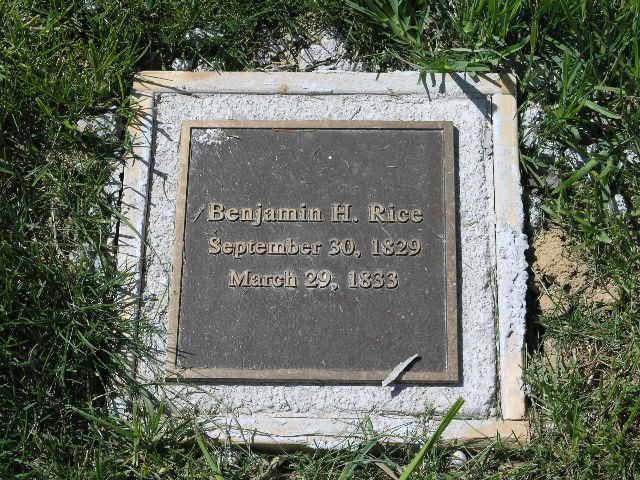 Benjamin H. Rice
September 30, 1829
March 29, 1833